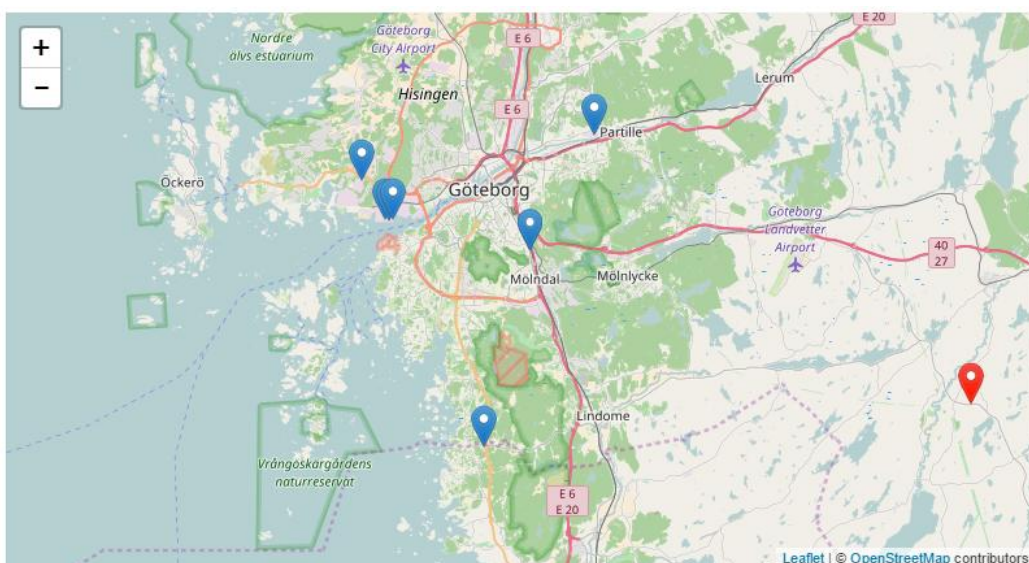 +
−
Nordre
älvs estuarium
Göteborg
City Airport
E 6
E 20
Hisingen
E 6
Lerum
Partille
Öckerö
Göteborg
Göteborg
Landvetter
Airport
40
27
Mölndal
Mölnlycke
Lindome
Vrångöskärgårdens
naturreservat
E 6
E 20
Leaflet | © OpenStreetMap contributors